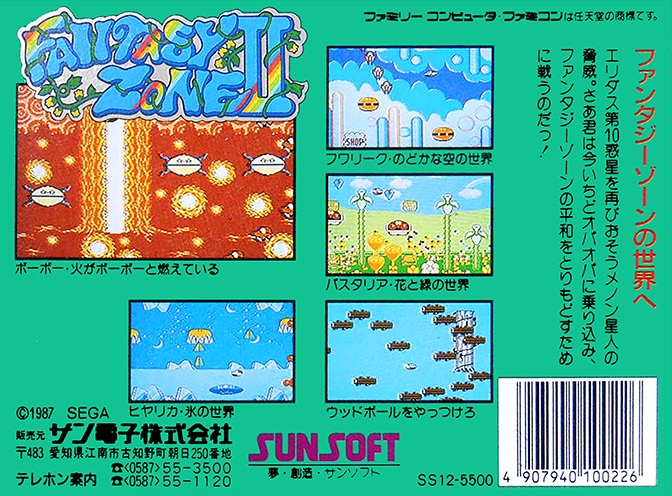 FANTASY
ZONE II
ファミリー コンピュータ・ファミコンは任天堂の商標です。
ファンタジーゾーンの世界へ
エリダス第10惑星を再びおそうメノン星人の
脅威。さあ君は今いちどオパオパに乗り込み、
ファンタジーゾーンの平和をとりもどすため
に戦うのだっ!
SHOP
フワリーク・のどかな空の世界
ボーボー・火がボーボーと燃えている
パスタリア・花と緑の世界
ヒヤリカ・氷の世界
ウッドボールをやっつけろ
©1987 SEGA
販売元 サン電子株式会社
〒483 愛知県江南市古知野町朝日250番地
テレホン案内 ☎<0587>55-3500
☎<0587>55-1120
SUNSOFT
夢・創造・サンソフト
SS12-5500
4 907940 100226